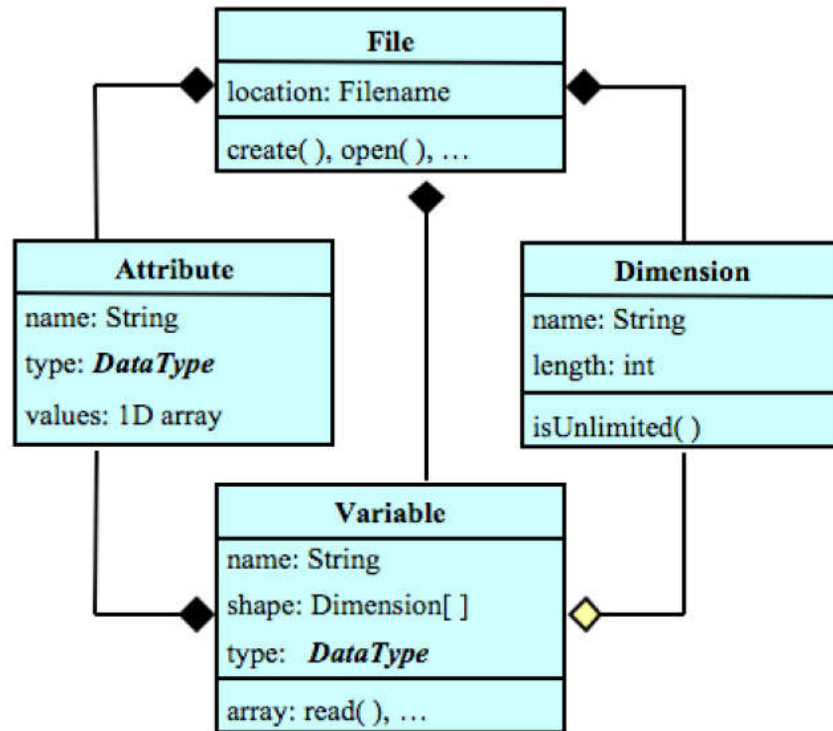 File
location: Filename
create( ), open( ), …
Attribute
name: String
type: DataType
values: 1D array
Dimension
name: String
length: int
isUnlimited( )
Variable
name: String
shape: Dimension[ ]
type: DataType
array: read( ), …